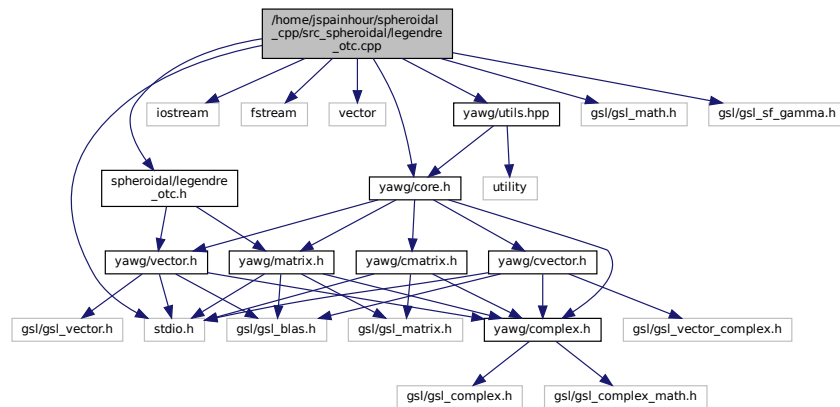 /home/jspainhour/spheroidal
_cpp/src_spheroidal/legendre
_otc.cpp
iostream
fstream
vector
yawg/utils.hpp
gsl/gsl_math.h
gsl/gsl_sf_gamma.h
spheroidal/legendre
_otc.h
yawg/core.h
utility
yawg/vector.h
yawg/matrix.h
yawg/cmatrix.h
yawg/cvector.h
gsl/gsl_vector.h
stdio.h
gsl/gsl_blas.h
gsl/gsl_matrix.h
yawg/complex.h
gsl/gsl_vector_complex.h
gsl/gsl_complex.h
gsl/gsl_complex_math.h